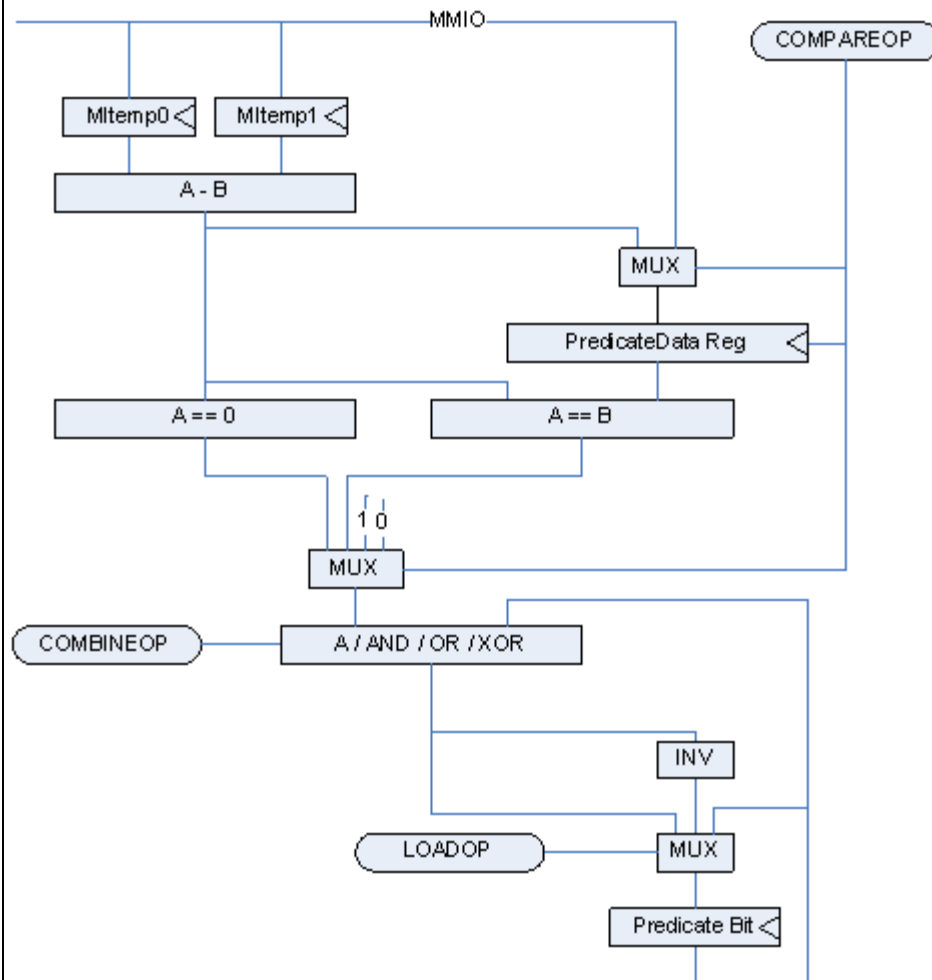 MMIO
COMPAREOP
MItemp0
MItemp1
A - B
MUX
PredicateData Reg
A == 0
A == B
1 0
MUX
COMBINEOP
A / AND / OR / XOR
INV
LOADOP
MUX
Predicate Bit